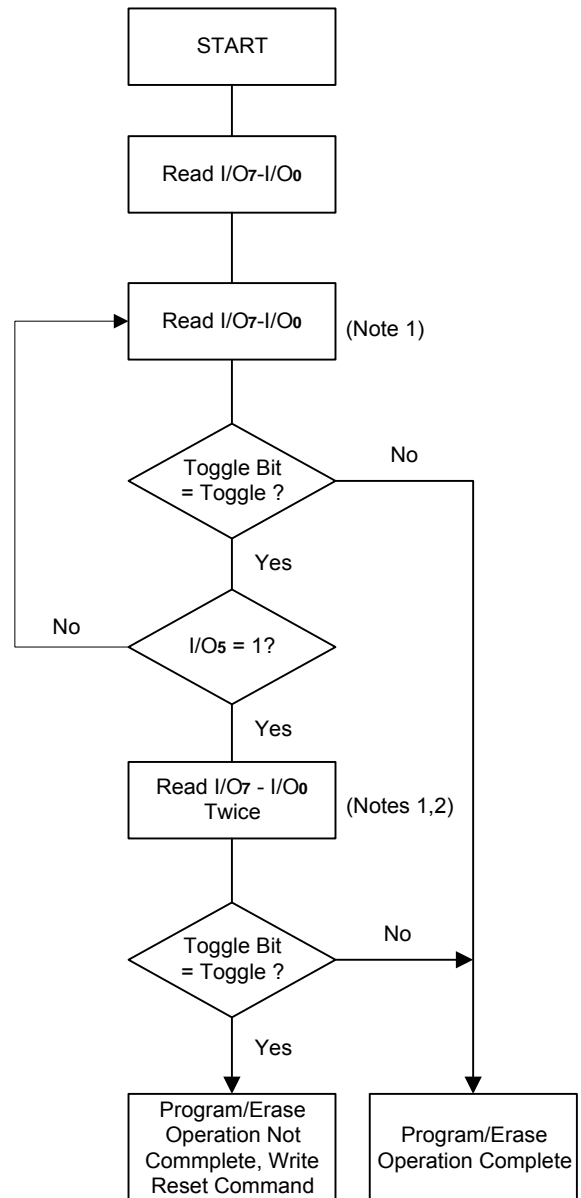 START
Read I/O7-I/O0
Read I/O7-I/O0
(Note 1)
Toggle Bit
= Toggle ?
No
Yes
No
I/O5 = 1?
Yes
Read I/O7 - I/O0
Twice
(Notes 1,2)
Toggle Bit
= Toggle ?
No
Yes
Program/Erase
Operation Not
Commplete, Write
Reset Command
Program/Erase
Operation Complete